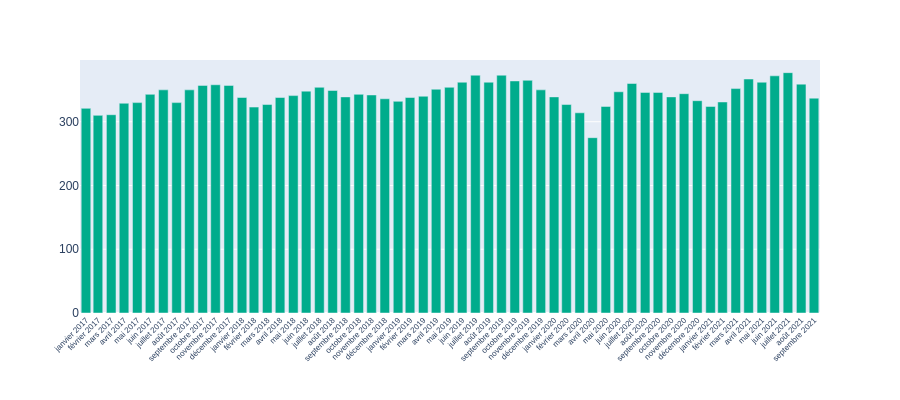 300
200
100
0
janvier 2017
février 2017
mars 2017
avril 2017
mai 2017
juin 2017
juillet 2017
août 2017
septembre 2017
octobre 2017
novembre 2017
décembre 2017
janvier 2018
février 2018
mars 2018
avril 2018
mai 2018
juin 2018
juillet 2018
août 2018
septembre 2018
octobre 2018
novembre 2018
décembre 2018
janvier 2019
février 2019
mars 2019
avril 2019
mai 2019
juin 2019
juillet 2019
août 2019
septembre 2019
octobre 2019
novembre 2019
décembre 2019
janvier 2020
février 2020
mars 2020
avril 2020
mai 2020
juin 2020
juillet 2020
août 2020
septembre 2020
octobre 2020
novembre 2020
décembre 2020
janvier 2021
février 2021
mars 2021
avril 2021
mai 2021
juin 2021
juillet 2021
août 2021
septembre 2021